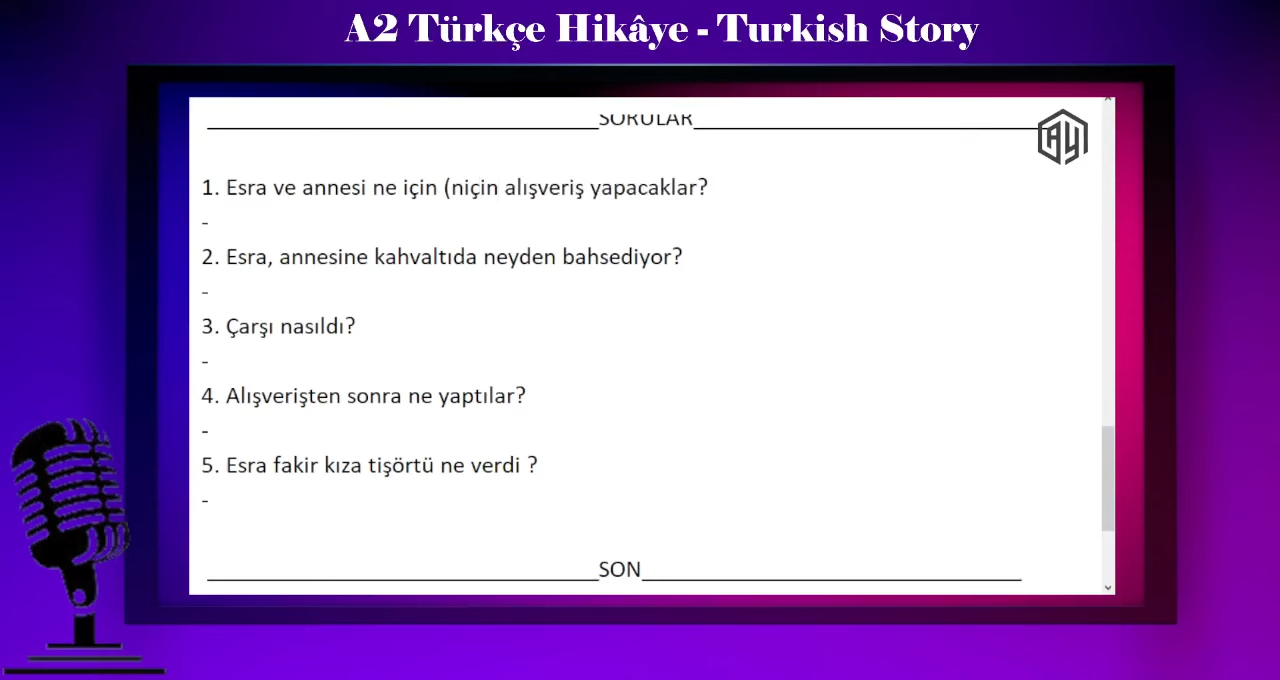 A2 Türkçe Hikâye - Turkish Story
SORULAR
AY
1. Esra ve annesi ne için (niçin alışveriş yapacaklar?
-
2. Esra, annesine kahvaltıda neyden bahsediyor?
-
3. Çarşı nasıldı?
-
4. Alışverişten sonra ne yaptılar?
-
5. Esra fakir kıza tişörtü ne verdi ?
-
SON